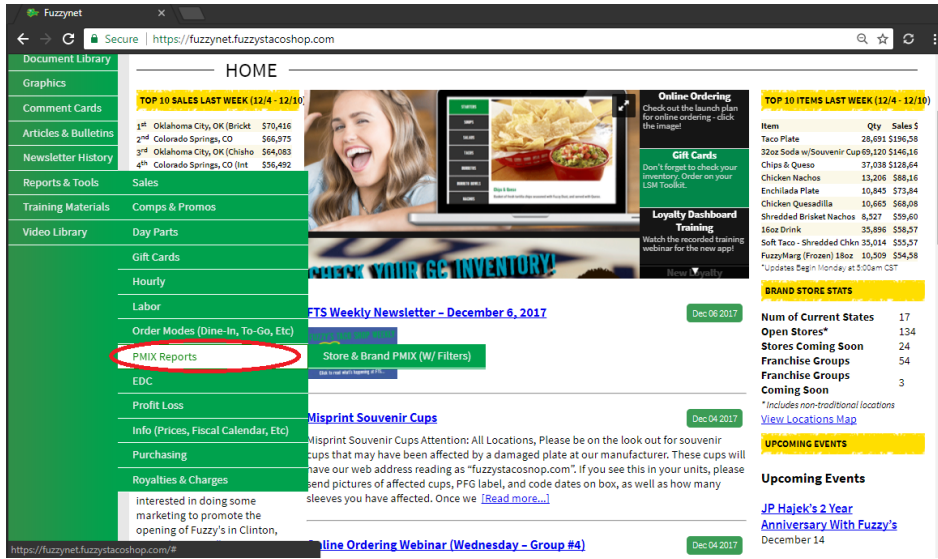 Fuzzynet
Secure | https://fuzzynet.fuzzystacoshop.com
Document Library
Graphics
Comment Cards
Articles & Bulletins
Newsletter History
Reports & Tools
Training Materials
Video Library
HOME
TOP 10 SALES LAST WEEK (12/4 - 12/10)
1st Oklahoma City, OK (Brickt $70,416
2nd Colorado Springs, CO $66,975
3rd Oklahoma City, OK (Chisho $64,083
4th Colorado Springs, CO (Int $56,492
Sales
Comps & Promos
Day Parts
Gift Cards
Hourly
Labor
Order Modes (Dine-In, To-Go, Etc)
PMIX Reports
Store & Brand PMIX (W/ Filters)
EDC
Profit Loss
Info (Prices, Fiscal Calendar, Etc)
Purchasing
Royalties & Charges
interested in doing some
marketing to promote the
opening of Fuzzy's in Clinton,
https://fuzzynet.fuzzystacoshop.com/#
Chips & Queso
CHECK YOUR GC INVENTORY!
Online Ordering
Check out the launch plan
for online ordering - click
the image!
Gift Cards
Don't forget to check your
inventory. Order on your
LSM Toolkit.
Loyalty Dashboard
Training
Watch the recorded training
webinar for the new app!
New Loyalty
FTS Weekly Newsletter – December 6, 2017
Dec 06 2017
Click to read what's happening at FTS...
Misprint Souvenir Cups
Dec 04 2017
Misprint Souvenir Cups Attention: All Locations, Please be on the look out for souvenir
cups that may have been affected by a damaged plate at our manufacturer. These cups will
have our web address reading as “fuzzystacosnop.com”. If you see this in your units, please
send pictures of affected cups, PFG label, and code dates on box, as well as how many
sleeves you have affected. Once we [Read more...]
Online Ordering Webinar (Wednesday – Group #4)
Dec 04 2017
TOP 10 ITEMS LAST WEEK (12/4 - 12/10)
Item Qty Sales $
Taco Plate 28,691 $196,58
32oz Soda w/Souvenir Cup 69,120 $146,16
Chips & Queso 37,038 $128,64
Chicken Nachos 13,206 $88,16
Enchilada Plate 10,845 $73,84
Chicken Quesadilla 10,665 $68,08
Shredded Brisket Nachos 8,527 $59,60
16oz Drink 35,896 $58,57
Soft Taco - Shredded Chkn 35,014 $55,57
FuzzyMarg (Frozen) 18oz 10,509 $54,58
*Updates Begin Monday at 5:00am CST
BRAND STORE STATS
Num of Current States 17
Open Stores* 134
Stores Coming Soon 24
Franchise Groups 54
Franchise Groups
Coming Soon 3
* Includes non-traditional locations
View Locations Map
UPCOMING EVENTS
Upcoming Events
JP Hajek's 2 Year
Anniversary With Fuzzy's
December 14